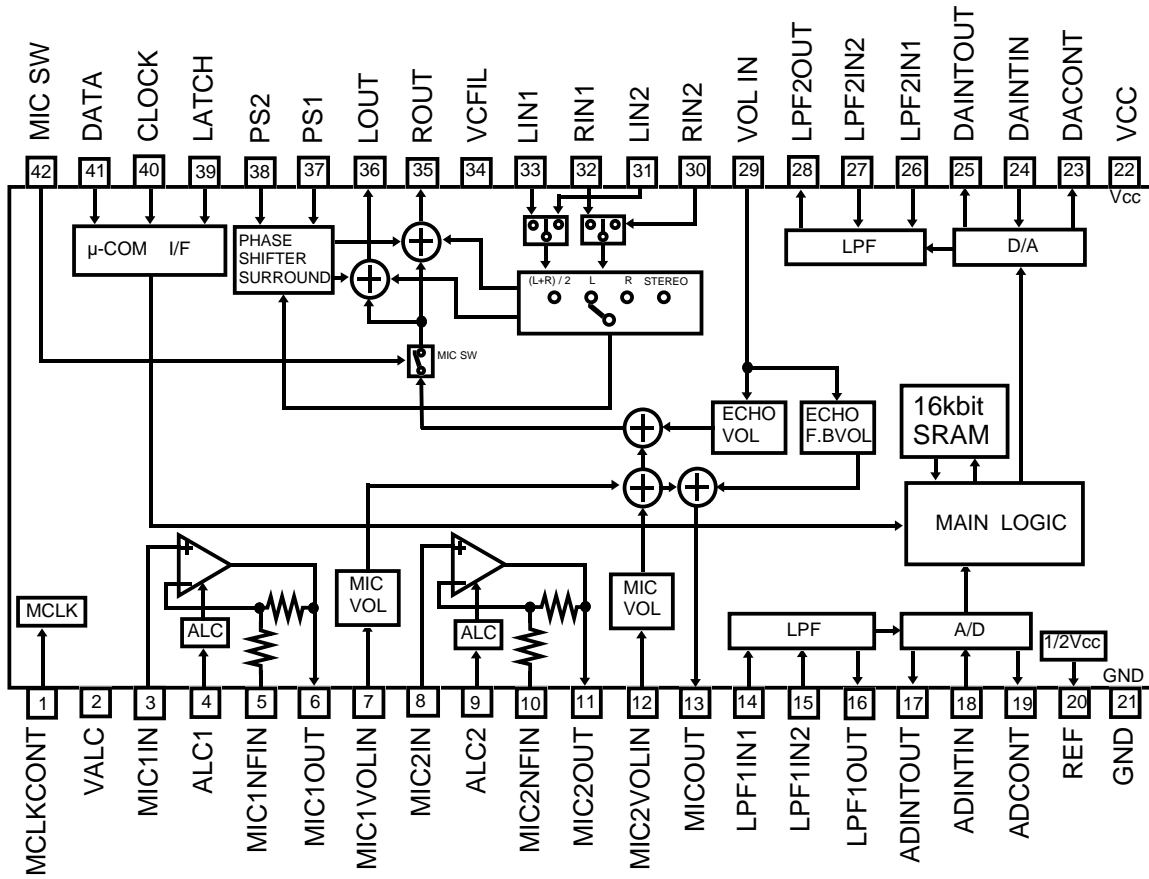 MIC SW
DATA
CLOCK
LATCH
PS2
PS1
LOUT
ROUT
VCFIL
LIN1
RIN1
LIN2
RIN2
VOL IN
LPF2OUT
LPF2IN2
LPF2IN1
DAINTOUT
DAINTIN
DACONT
VCC
42
41
40
39
38
37
36
35
34
33
32
31
30
29
28
27
26
25
24
23
22
Vcc
µ-COM I/F
PHASE
SHIFTER
SURROUND
LPF
D/A
(L+R) / 2
L
R
STEREO
MIC SW
ECHO
VOL
ECHO
F.BVOL
16kbit
SRAM
MAIN LOGIC
MCLK
ALC
MIC
VOL
ALC
MIC
VOL
LPF
A/D
1/2Vcc
GND
1
2
3
4
5
6
7
8
9
10
11
12
13
14
15
16
17
18
19
20
21
MCLKCONT
VALC
MIC1IN
ALC1
MIC1NFIN
MIC1OUT
MIC1VOLIN
MIC2IN
ALC2
MIC2NFIN
MIC2OUT
MIC2VOLIN
MICOUT
LPF1IN1
LPF1IN2
LPF1OUT
ADINTOUT
ADINTIN
ADCONT
REF
GND